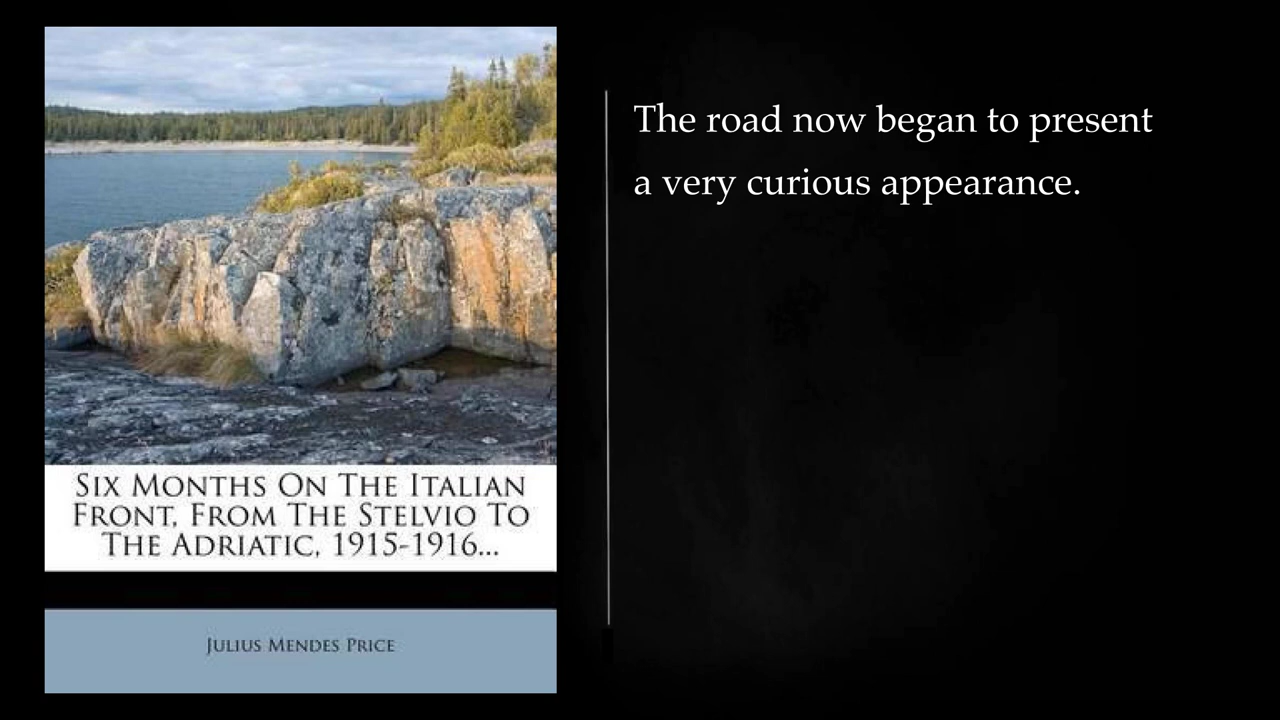 SIX MONTHS ON THE ITALIAN
FRONT, FROM THE STELVIO TO
THE ADRIATIC, 1915-1916...
JULIUS MENDES PRICE
The road now began to present
a very curious appearance.